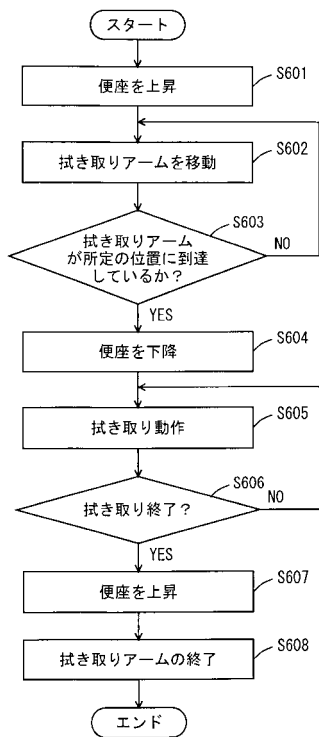 スタート
便座を上昇
S601
拭き取りアームを移動
S602
拭き取りアーム
が所定の位置に到達
しているか？
S603
NO
YES
便座を下降
S604
拭き取り動作
S605
拭き取り終了？
S606
NO
YES
便座を上昇
S607
拭き取りアームの終了
S608
エンド